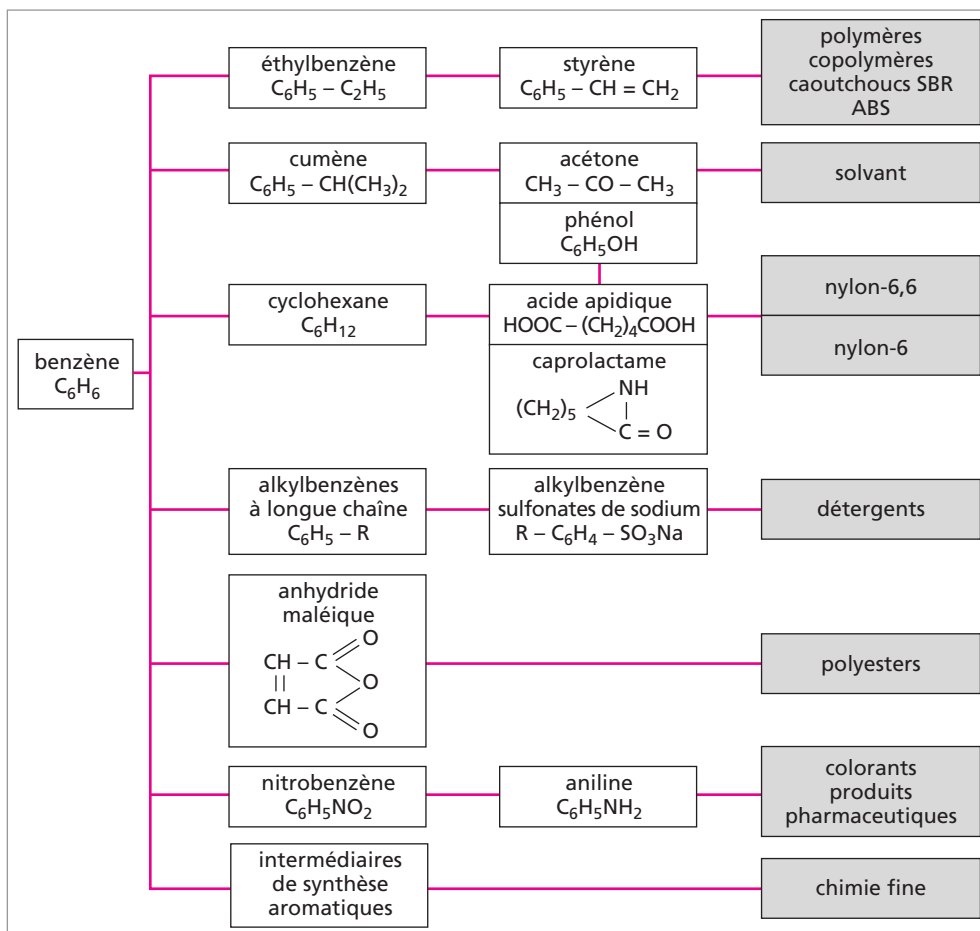 éthylbenzène
C₆H₅ – C₂H₅
styrène
C₆H₅ – CH = CH₂
polymères
copolymères
caoutchoucs SBR
ABS
cumène
C₆H₅ – CH(CH₃)₂
acétone
CH₃ – CO – CH₃
solvant
phénol
C₆H₅OH
cyclohexane
C₆H₁₂
acide apidique
HOOC – (CH₂)₄COOH
nylon-6,6
nylon-6
benzène
C₆H₆
caprolactame
NH
(CH₂)₅
C = O
alkylbenzènes
à longue chaîne
C₆H₅ – R
alkylbenzène
sulfonates de sodium
R – C₆H₄ – SO₃Na
détergents
anhydride
maléique
O
CH – C
O
CH – C
O
polyesters
nitrobenzène
C₆H₅NO₂
aniline
C₆H₅NH₂
colorants
produits
pharmaceutiques
intermédiaires
de synthèse
aromatiques
chimie fine